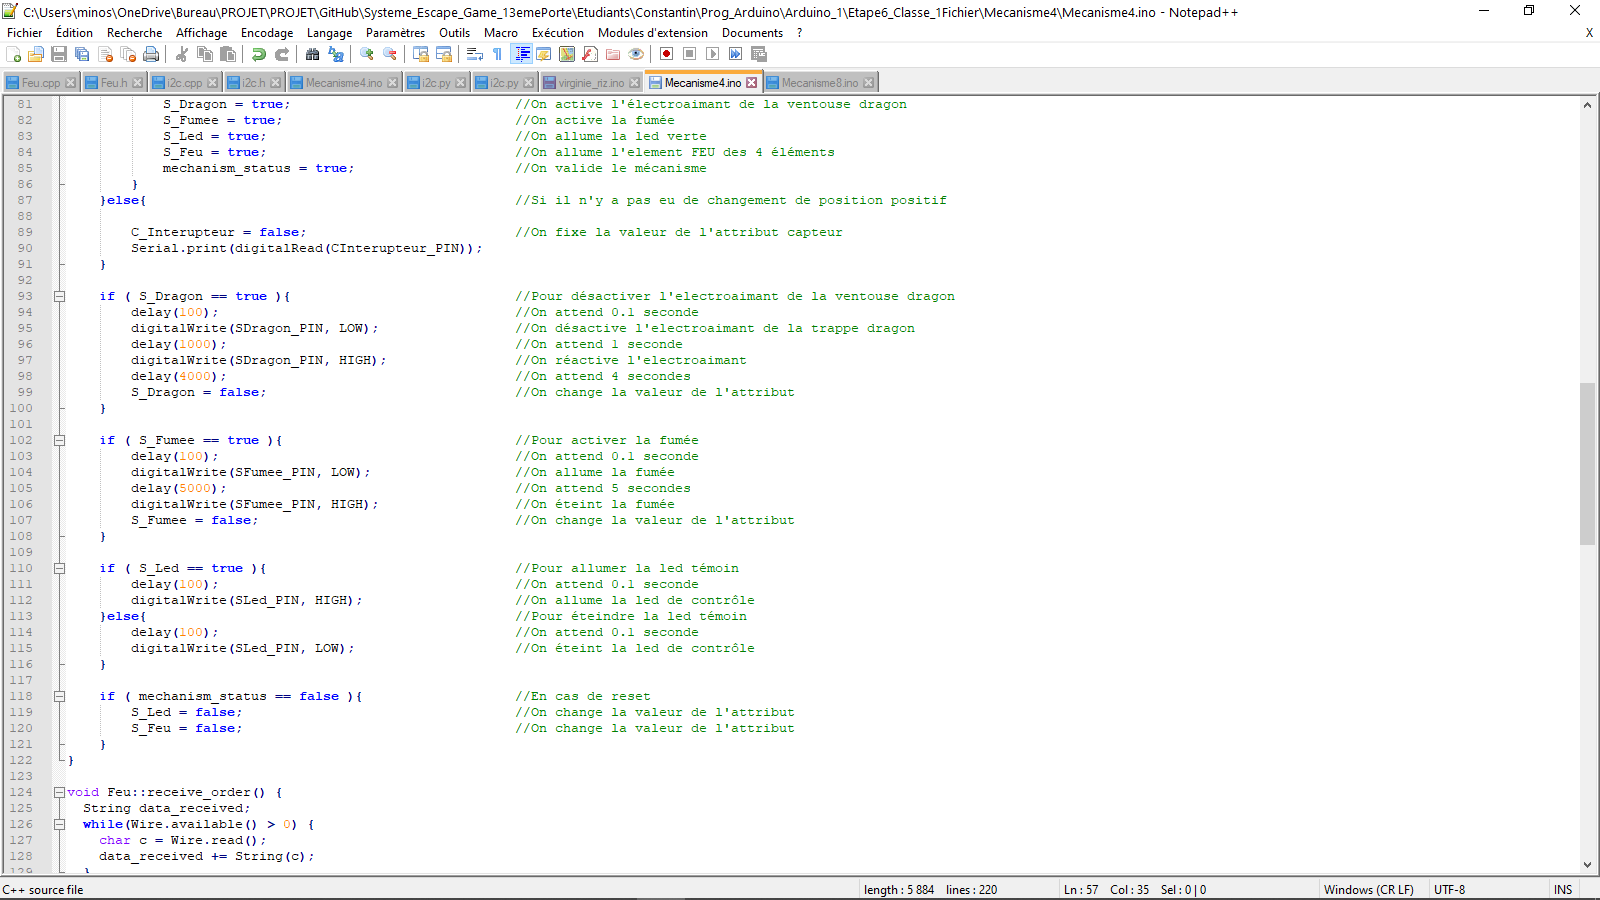 C:\Users\minos\OneDrive\Bureau\PROJET\PROJET\GitHub\Systeme_Escape_Game_13emePorte\Etudiants\Constantin\Prog_Arduino\Arduino_1\Etape6_Classe_1Fichier\Mecanisme4\Mecanisme4.ino - Notepad++
Fichier Édition Recherche Affichage Encodage Langage Paramètres Outils Macro Exécution Modules d'extension Documents ? X
Feu.cpp Feu.h i2c.cpp i2c.h Mecanisme4.ino i2c.py i2c.py virginie_riz.ino Mecanisme4.ino Mecanisme8.ino
81 S_Dragon = true; //On active l'électroaimant de la ventouse dragon
82 S_Fumee = true; //On active la fumée
83 S_Led = true; //On allume la led verte
84 S_Feu = true; //On allume l'element FEU des 4 éléments
85 mechanism_status = true; //On valide le mécanisme
86 }
87 }else{ //Si il n'y a pas eu de changement de position positif
88
89 C_Interupteur = false; //On fixe la valeur de l'attribut capteur
90 Serial.print(digitalRead(CInterupteur_PIN));
91 }
92
93 if ( S_Dragon == true ){ //Pour désactiver l'electroaimant de la ventouse dragon
94 delay(100); //On attend 0.1 seconde
95 digitalWrite(SDragon_PIN, LOW); //On désactive l'electroaimant de la trappe dragon
96 delay(1000); //On attend 1 seconde
97 digitalWrite(SDragon_PIN, HIGH); //On réactive l'electroaimant
98 delay(4000); //On attend 4 secondes
99 S_Dragon = false; //On change la valeur de l'attribut
100 }
101
102 if ( S_Fumee == true ){ //Pour activer la fumée
103 delay(100); //On attend 0.1 seconde
104 digitalWrite(SFumee_PIN, LOW); //On allume la fumée
105 delay(5000); //On attend 5 secondes
106 digitalWrite(SFumee_PIN, HIGH); //On éteint la fumée
107 S_Fumee = false; //On change la valeur de l'attribut
108 }
109
110 if ( S_Led == true ){ //Pour allumer la led témoin
111 delay(100); //On attend 0.1 seconde
112 digitalWrite(SLed_PIN, HIGH); //On allume la led de contrôle
113 }else{ //Pour éteindre la led témoin
114 delay(100); //On attend 0.1 seconde
115 digitalWrite(SLed_PIN, LOW); //On éteint la led de contrôle
116 }
117
118 if ( mechanism_status == false ){ //En cas de reset
119 S_Led = false; //On change la valeur de l'attribut
120 S_Feu = false; //On change la valeur de l'attribut
121 }
122 }
123
124 void Feu::receive_order() {
125 String data_received;
126 while(Wire.available() > 0) {
127 char c = Wire.read();
128 data_received += String(c);
129 }
C++ source file length : 5 884 lines : 220 Ln : 57 Col : 35 Sel : 0 | 0 Windows (CR LF) UTF-8 INS